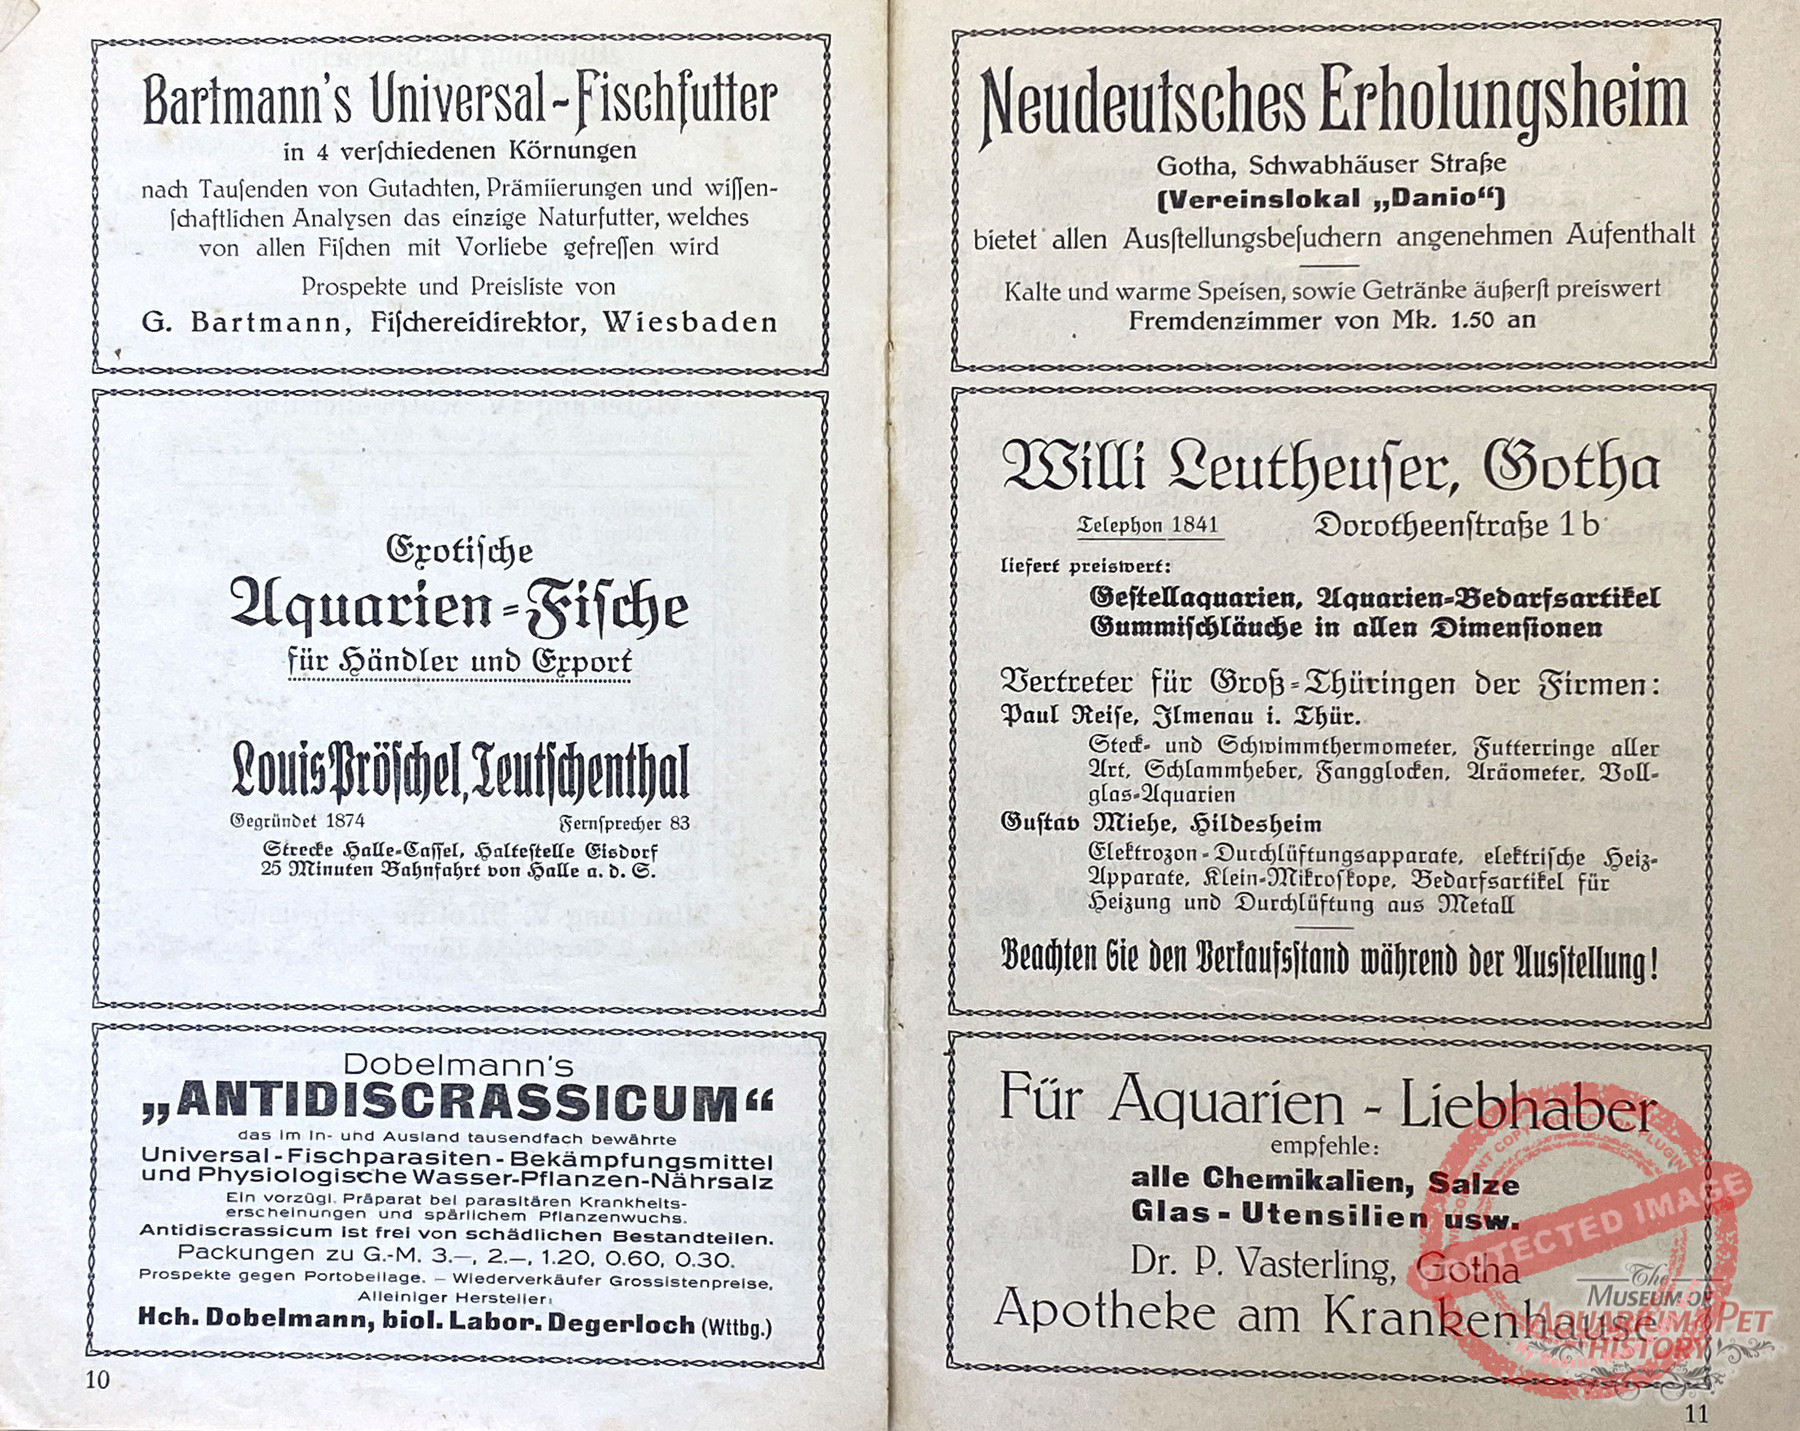 Bartmann's Universal-Fiſchfutter
in 4 verſchiedenen Körnungen
nach Tauſenden von Gutachten, Prämiierungen und wiſſen-
ſchaftlichen Analyſen das einzige Naturfutter, welches
von allen Fiſchen mit Vorliebe gefreſſen wird
Prospekte und Preisliste von
G. Bartmann, Fiſchereidirektor, Wiesbaden
Exotiſche
Aquarien-Fiſche
für Händler und Export
Louis Pröſchel, Teutſchenthal
Gegründet 1874 Fernſprecher 83
Strecke Halle-Caſſel, Halteſtelle Eisdorf
25 Minuten Bahnfahrt von Halle a. d. S.
Dobelmann's
„ANTIDISCRASSICUM“
das im In- und Ausland tausendfach bewährte
Universal-Fischparasiten-Bekämpfungsmittel
und Physiologische Wasser-Pflanzen-Nährsalz
Ein vorzügl. Präparat bei parasitären Krankheits-
erscheinungen und spärlichem Pflanzenwuchs.
Antidiscrassicum ist frei von schädlichen Bestandteilen.
Packungen zu G.-M. 3.—, 2.—, 1.20, 0.60, 0.30.
Prospekte gegen Portobeilage. — Wiederverkäufer Grossistenpreise.
Alleiniger Hersteller:
Hch. Dobelmann, biol. Labor. Degerloch (Wttbg.)
10
Neudeutsches Erholungsheim
Gotha, Schwabhäuser Straße
(Vereinslokal „Danio“)
bietet allen Ausſtellungsbeſuchern angenehmen Aufenthalt
Kalte und warme Speisen, sowie Getränke äußerſt preiswert
Fremdenzimmer von Mk. 1.50 an
Willi Leutheuſer, Gotha
Telephon 1841 Dorotheenſtraße 1b
liefert preiswert:
Geſtellaquarien, Aquarien-Bedarfsartikel
Gummiſchläuche in allen Dimenſionen
Vertreter für Groß-Thüringen der Firmen:
Paul Reiſe, Ilmenau i. Thür.
Steck- und Schwimmthermometer, Futterringe aller
Art, Schlammheber, Fangglocken, Aräometer, Voll-
glas-Aquarien
Guſtav Miehe, Hildesheim
Elektrozon-Durchlüftungsapparate, elektriſche Heiz-
Apparate, Klein-Mikroſkope, Bedarfsartikel für
Heizung und Durchlüftung aus Metall
Beachten Sie den Verkaufsſtand während der Ausſtellung!
Für Aquarien-Liebhaber
empfehle:
alle Chemikalien, Salze
Glas-Utensilien usw.
Dr. P. Vasterling, Gotha
Apotheke am Krankenhause
11
PROTECTED IMAGE
The
Museum of
Aquarium & Pet
History